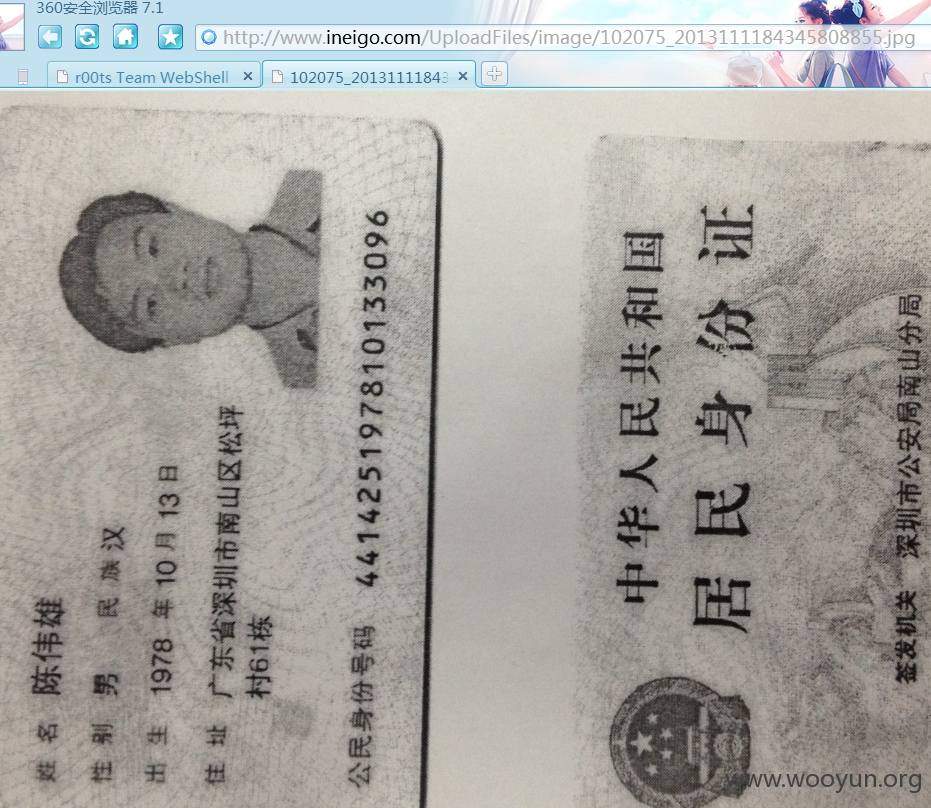 360安全浏览器 7.1
http://www.ineigo.com/UploadFiles/image/102075_2013111184345808855.jpg
r00ts Team WebShell
102075_20131111843
姓名 陈伟雄
性别 男 民族 汉
出生 1978 年 10 月 13 日
住址 广东省深圳市南山区松坪
村61栋
公民身份号码 441425197810133096
中华人民共和国
居民身份证
签发机关 深圳市公安局南山分局
www.wooyun.org